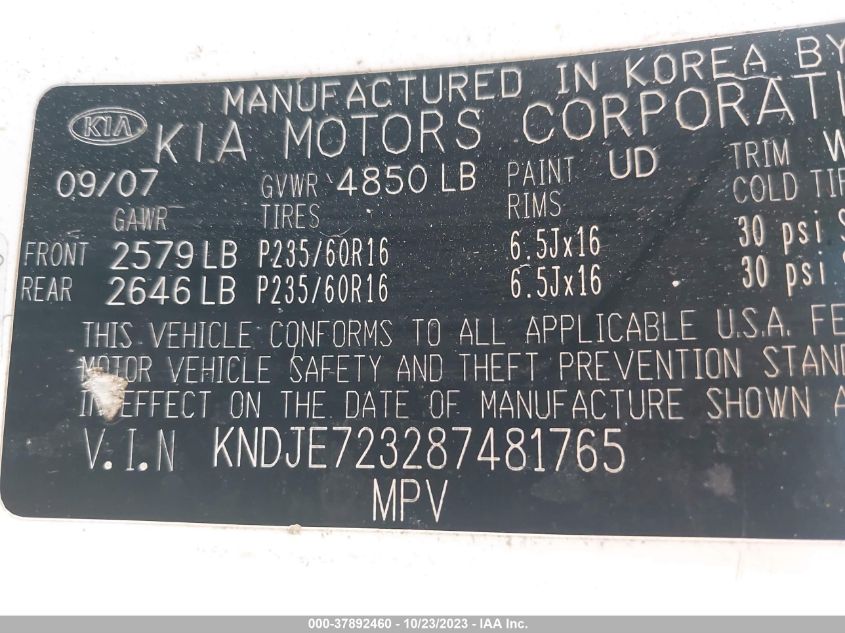 MANUFACTURED IN KOREA BY
KIA KIA MOTORS CORPORATI
09/07 GVWR 4850 LB PAINT UD TRIM W
GAWR TIRES RIMS COLD TIR
FRONT 2579 LB P235/60R16 6.5Jx16 30 psi
REAR 2646 LB P235/60R16 6.5Jx16 30 psi
THIS VEHICLE CONFORMS TO ALL APPLICABLE U.S.A. FE
MOTOR VEHICLE SAFETY AND THEFT PREVENTION STAN
IN EFFECT ON THE DATE OF MANUFACTURE SHOWN A
V.I.N KNDJE723287481765
MPV
000-37892460 - 10/23/2023 - IAA Inc.